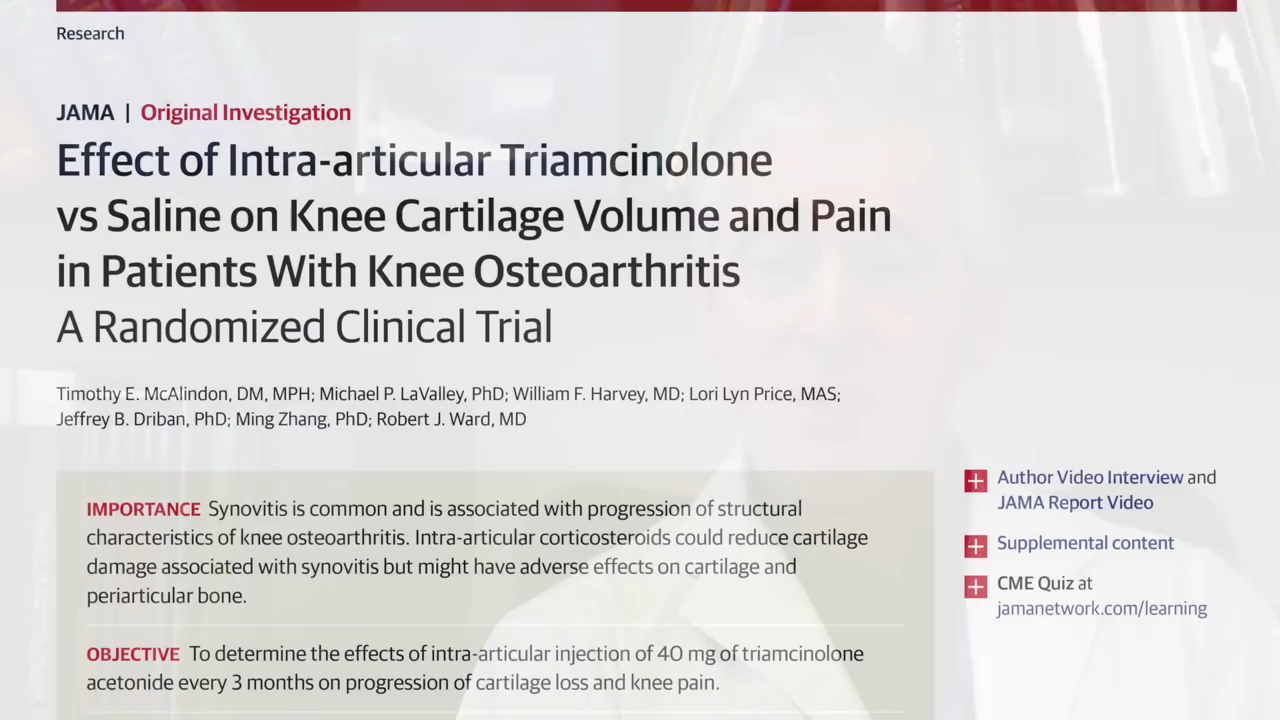 Research
JAMA | Original Investigation
Effect of Intra-articular Triamcinolone
vs Saline on Knee Cartilage Volume and Pain
in Patients With Knee Osteoarthritis
A Randomized Clinical Trial
Timothy E. McAlindon, DM, MPH; Michael P. LaValley, PhD; William F. Harvey, MD; Lori Lyn Price, MAS;
Jeffrey B. Driban, PhD; Ming Zhang, PhD; Robert J. Ward, MD
IMPORTANCE Synovitis is common and is associated with progression of structural
characteristics of knee osteoarthritis. Intra-articular corticosteroids could reduce cartilage
damage associated with synovitis but might have adverse effects on cartilage and
periarticular bone.
OBJECTIVE To determine the effects of intra-articular injection of 40 mg of triamcinolone
acetonide every 3 months on progression of cartilage loss and knee pain.
Author Video Interview and
JAMA Report Video
Supplemental content
CME Quiz at
jamanetwork.com/learning